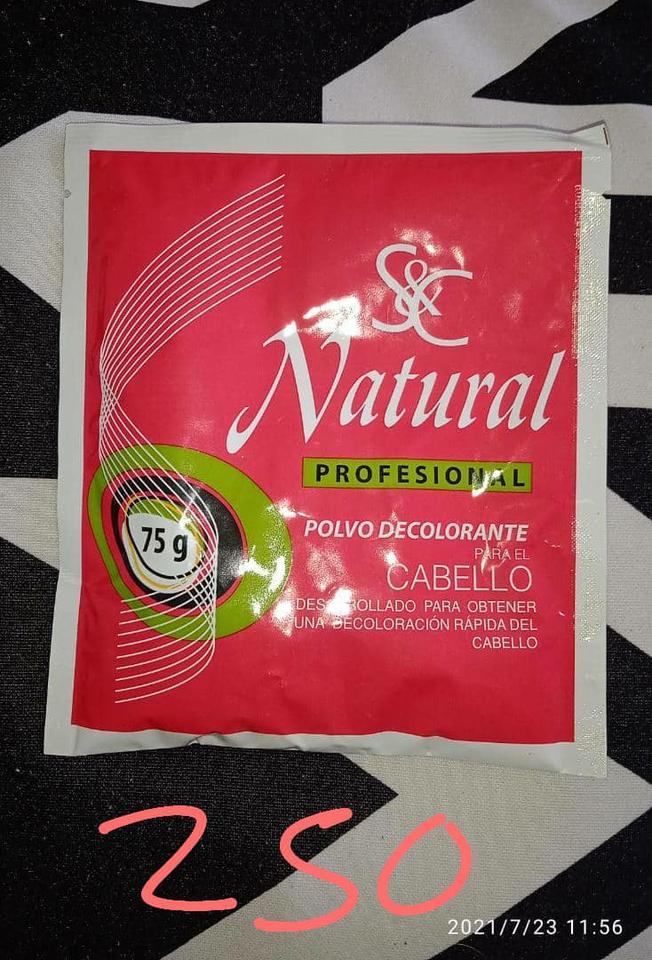 S&C
Natural
PROFESIONAL
75 g
POLVO DECOLORANTE
PARA EL
CABELLO
DESARROLLADO PARA OBTENER
UNA DECOLORACIÓN RÁPIDA DEL
CABELLO
250
2021/7/23 11:56